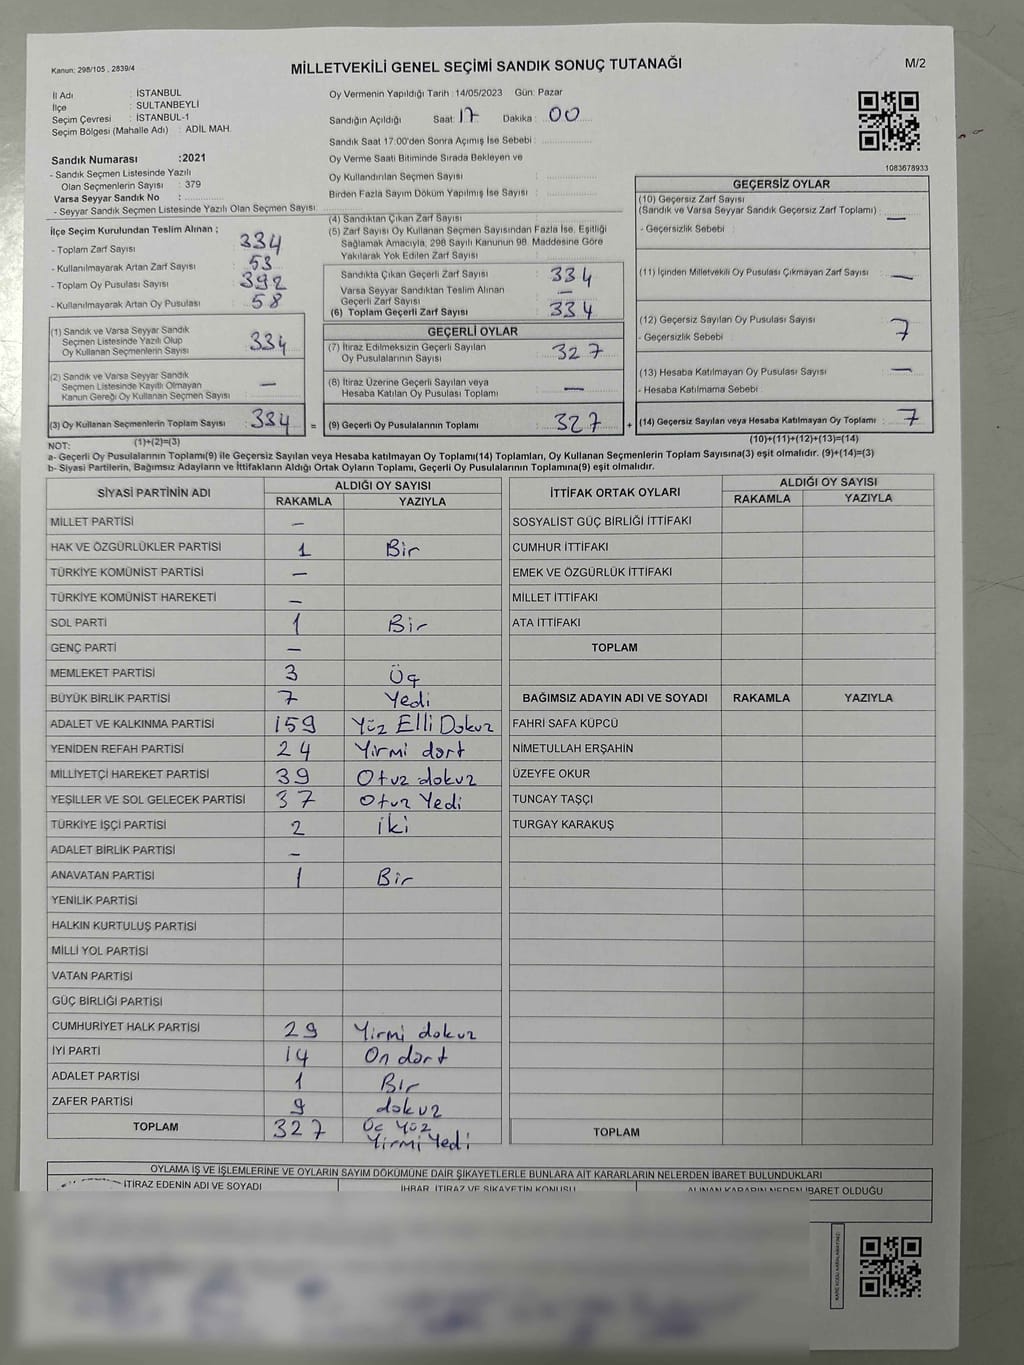 Kanun: 298/105 , 2839/4
MİLLETVEKİLİ GENEL SEÇİMİ SANDIK SONUÇ TUTANAĞI
M/2
İl Adı : İSTANBUL
İlçe : SULTANBEYLİ
Seçim Çevresi : İSTANBUL-1
Seçim Bölgesi (Mahalle Adı) : ADİL MAH.
Sandık Numarası :2021
- Sandık Seçmen Listesinde Yazılı
Olan Seçmenlerin Sayısı : 379
Varsa Seyyar Sandık No :
- Seyyar Sandık Seçmen Listesinde Yazılı Olan Seçmen Sayısı:
Oy Vermenin Yapıldığı Tarih :14/05/2023 Gün: Pazar
Sandığın Açıldığı Saat: 17 Dakika : 00
Sandık Saat 17:00'den Sonra Açımış İse Sebebi :
Oy Verme Saati Bitiminde Sırada Bekleyen ve
Oy Kullandırılan Seçmen Sayısı :
Birden Fazla Sayım Döküm Yapılmış İse Sayısı :
1083678933
İlçe Seçim Kurulundan Teslim Alınan ;
- Toplam Zarf Sayısı : 334
- Kullanılmayarak Artan Zarf Sayısı : 53
- Toplam Oy Pusulası Sayısı : 392
- Kullanılmayarak Artan Oy Pusulası : 58
(1) Sandık ve Varsa Seyyar Sandık
Seçmen Listesinde Yazılı Olup
Oy Kullanan Seçmenlerin Sayısı : 334
(2) Sandık ve Varsa Seyyar Sandık
Seçmen Listesinde Kayıtlı Olmayan
Kanun Gereği Oy Kullanan Seçmen Sayısı : —
(3) Oy Kullanan Seçmenlerin Toplam Sayısı : 334 =
(4) Sandıktan Çıkan Zarf Sayısı :
(5) Zarf Sayısı Oy Kullanan Seçmen Sayısından Fazla İse, Eşitliği
Sağlamak Amacıyla, 298 Sayılı Kanunun 98. Maddesine Göre
Yakılarak Yok Edilen Zarf Sayısı :
Sandıkta Çıkan Geçerli Zarf Sayısı : 334
Varsa Seyyar Sandıktan Teslim Alınan
Geçerli Zarf Sayısı : —
(6) Toplam Geçerli Zarf Sayısı : 334
GEÇERLİ OYLAR
(7) İtiraz Edilmeksizin Geçerli Sayılan
Oy Pusulalarının Sayısı : 327
(8) İtiraz Üzerine Geçerli Sayılan veya
Hesaba Katılan Oy Pusulası Toplamı : —
(9) Geçerli Oy Pusulalarının Toplamı : 327 +
GEÇERSİZ OYLAR
(10) Geçersiz Zarf Sayısı
(Sandık ve Varsa Seyyar Sandık Geçersiz Zarf Toplamı) : —
- Geçersizlik Sebebi :
(11) İçinden Milletvekili Oy Pusulası Çıkmayan Zarf Sayısı : —
(12) Geçersiz Sayılan Oy Pusulası Sayısı : 7
- Geçersizlik Sebebi :
(13) Hesaba Katılmayan Oy Pusulası Sayısı : —
- Hesaba Katılmama Sebebi :
(14) Geçersiz Sayılan veya Hesaba Katılmayan Oy Toplamı : 7
NOT: (1)+(2)=(3)
(10)+(11)+(12)+(13)=(14)
a- Geçerli Oy Pusulalarının Toplamı(9) ile Geçersiz Sayılan veya Hesaba katılmayan Oy Toplamı(14) Toplamları, Oy Kullanan Seçmenlerin Toplam Sayısına(3) eşit olmalıdır. (9)+(14)=(3)
b- Siyasi Partilerin, Bağımsız Adayların ve İttifakların Aldığı Ortak Oyların Toplamı, Geçerli Oy Pusulalarının Toplamına(9) eşit olmalıdır.
SİYASİ PARTİNİN ADI ALDIĞI OY SAYISI
RAKAMLA YAZIYLA
MİLLET PARTİSİ —
HAK VE ÖZGÜRLÜKLER PARTİSİ 1 Bir
TÜRKİYE KOMÜNİST PARTİSİ —
TÜRKİYE KOMÜNİST HAREKETİ —
SOL PARTİ 1 Bir
GENÇ PARTİ —
MEMLEKET PARTİSİ 3 Üç
BÜYÜK BİRLİK PARTİSİ 7 Yedi
ADALET VE KALKINMA PARTİSİ 159 Yüz Elli Dokuz
YENİDEN REFAH PARTİSİ 24 Yirmi dört
MİLLİYETÇİ HAREKET PARTİSİ 39 Otuz dokuz
YEŞİLLER VE SOL GELECEK PARTİSİ 37 Otuz Yedi
TÜRKİYE İŞÇİ PARTİSİ 2 iki
ADALET BİRLİK PARTİSİ —
ANAVATAN PARTİSİ 1 Bir
YENİLİK PARTİSİ
HALKIN KURTULUŞ PARTİSİ
MİLLİ YOL PARTİSİ
VATAN PARTİSİ
GÜÇ BİRLİĞİ PARTİSİ
CUMHURİYET HALK PARTİSİ 29 Yirmi dokuz
İYİ PARTİ 14 On dört
ADALET PARTİSİ 1 Bir
ZAFER PARTİSİ 9 dokuz
TOPLAM 327 Üç Yüz
Yirmi Yedi
İTTİFAK ORTAK OYLARI ALDIĞI OY SAYISI
RAKAMLA YAZIYLA
SOSYALİST GÜÇ BİRLİĞİ İTTİFAKI
CUMHUR İTTİFAKI
EMEK VE ÖZGÜRLÜK İTTİFAKI
MİLLET İTTİFAKI
ATA İTTİFAKI
TOPLAM
BAĞIMSIZ ADAYIN ADI VE SOYADI RAKAMLA YAZIYLA
FAHRİ SAFA KÜPCÜ
NİMETULLAH ERŞAHİN
ÜZEYFE OKUR
TUNCAY TAŞÇI
TURGAY KARAKUŞ
TOPLAM
OYLAMA İŞ VE İŞLEMLERİNE VE OYLARIN SAYIM DÖKÜMÜNE DAİR ŞİKAYETLERLE BUNLARA AİT KARARLARIN NELERDEN İBARET BULUNDUKLARI
İTİRAZ EDENİN ADI VE SOYADI İHBAR, İTİRAZ VE ŞİKAYETİN KONUSU ALINAN KARARIN NEDEN İBARET OLDUĞU